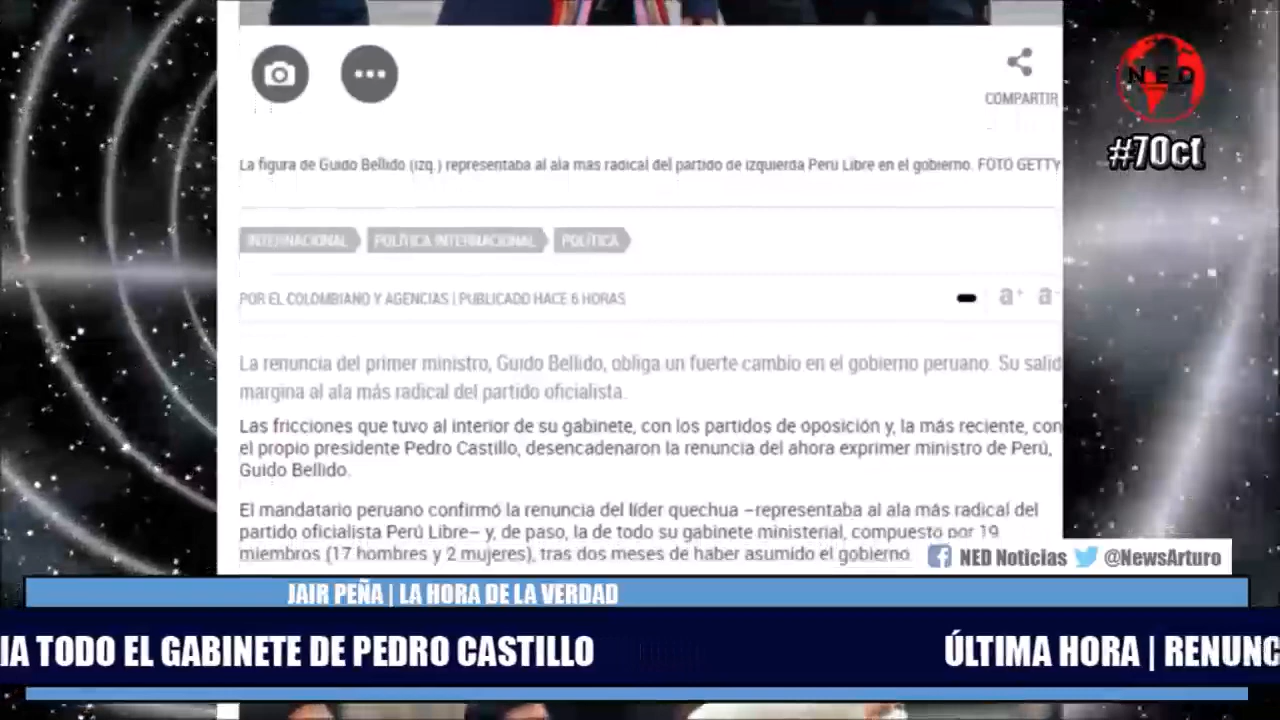 COMPARTIR
NED
#7Oct
La figura de Guido Bellido (izq.) representaba al ala más radical del partido de izquierda Perú Libre en el gobierno. FOTO GETTY
INTERNACIONAL
POLÍTICA INTERNACIONAL
POLÍTICA
POR EL COLOMBIANO Y AGENCIAS | PUBLICADO HACE 6 HORAS
a+ a-
La renuncia del primer ministro, Guido Bellido, obliga un fuerte cambio en el gobierno peruano. Su salid
margina al ala más radical del partido oficialista.
Las fricciones que tuvo al interior de su gabinete, con los partidos de oposición y, la más reciente, con
el propio presidente Pedro Castillo, desencadenaron la renuncia del ahora exprimer ministro de Perú,
Guido Bellido.
El mandatario peruano confirmó la renuncia del líder quechua –representaba al ala más radical del
partido oficialista Perú Libre– y, de paso, la de todo su gabinete ministerial, compuesto por 19
miembros (17 hombres y 2 mujeres), tras dos meses de haber asumido el gobierno
NED Noticias @NewsArturo
JAIR PEÑA | LA HORA DE LA VERDAD
IA TODO EL GABINETE DE PEDRO CASTILLO
ÚLTIMA HORA | RENUNC